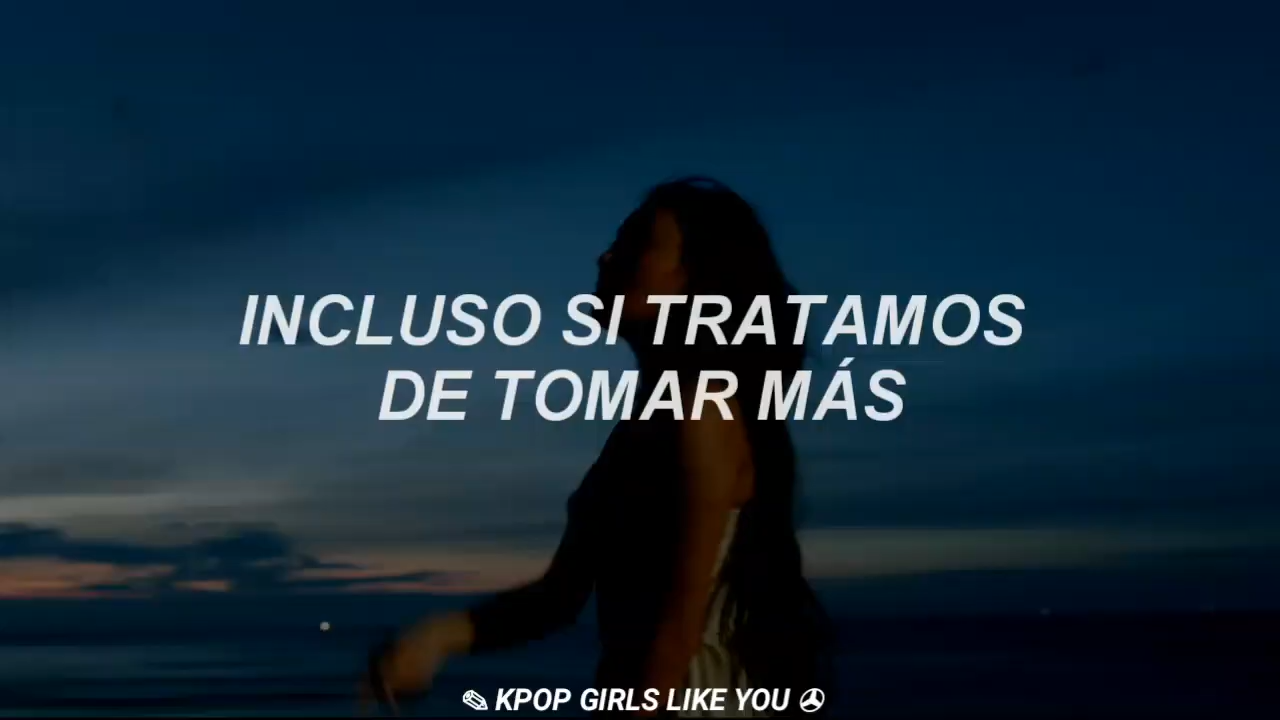 INCLUSO SI TRATAMOS
DE TOMAR MÁS
✎ KPOP GIRLS LIKE YOU ✇